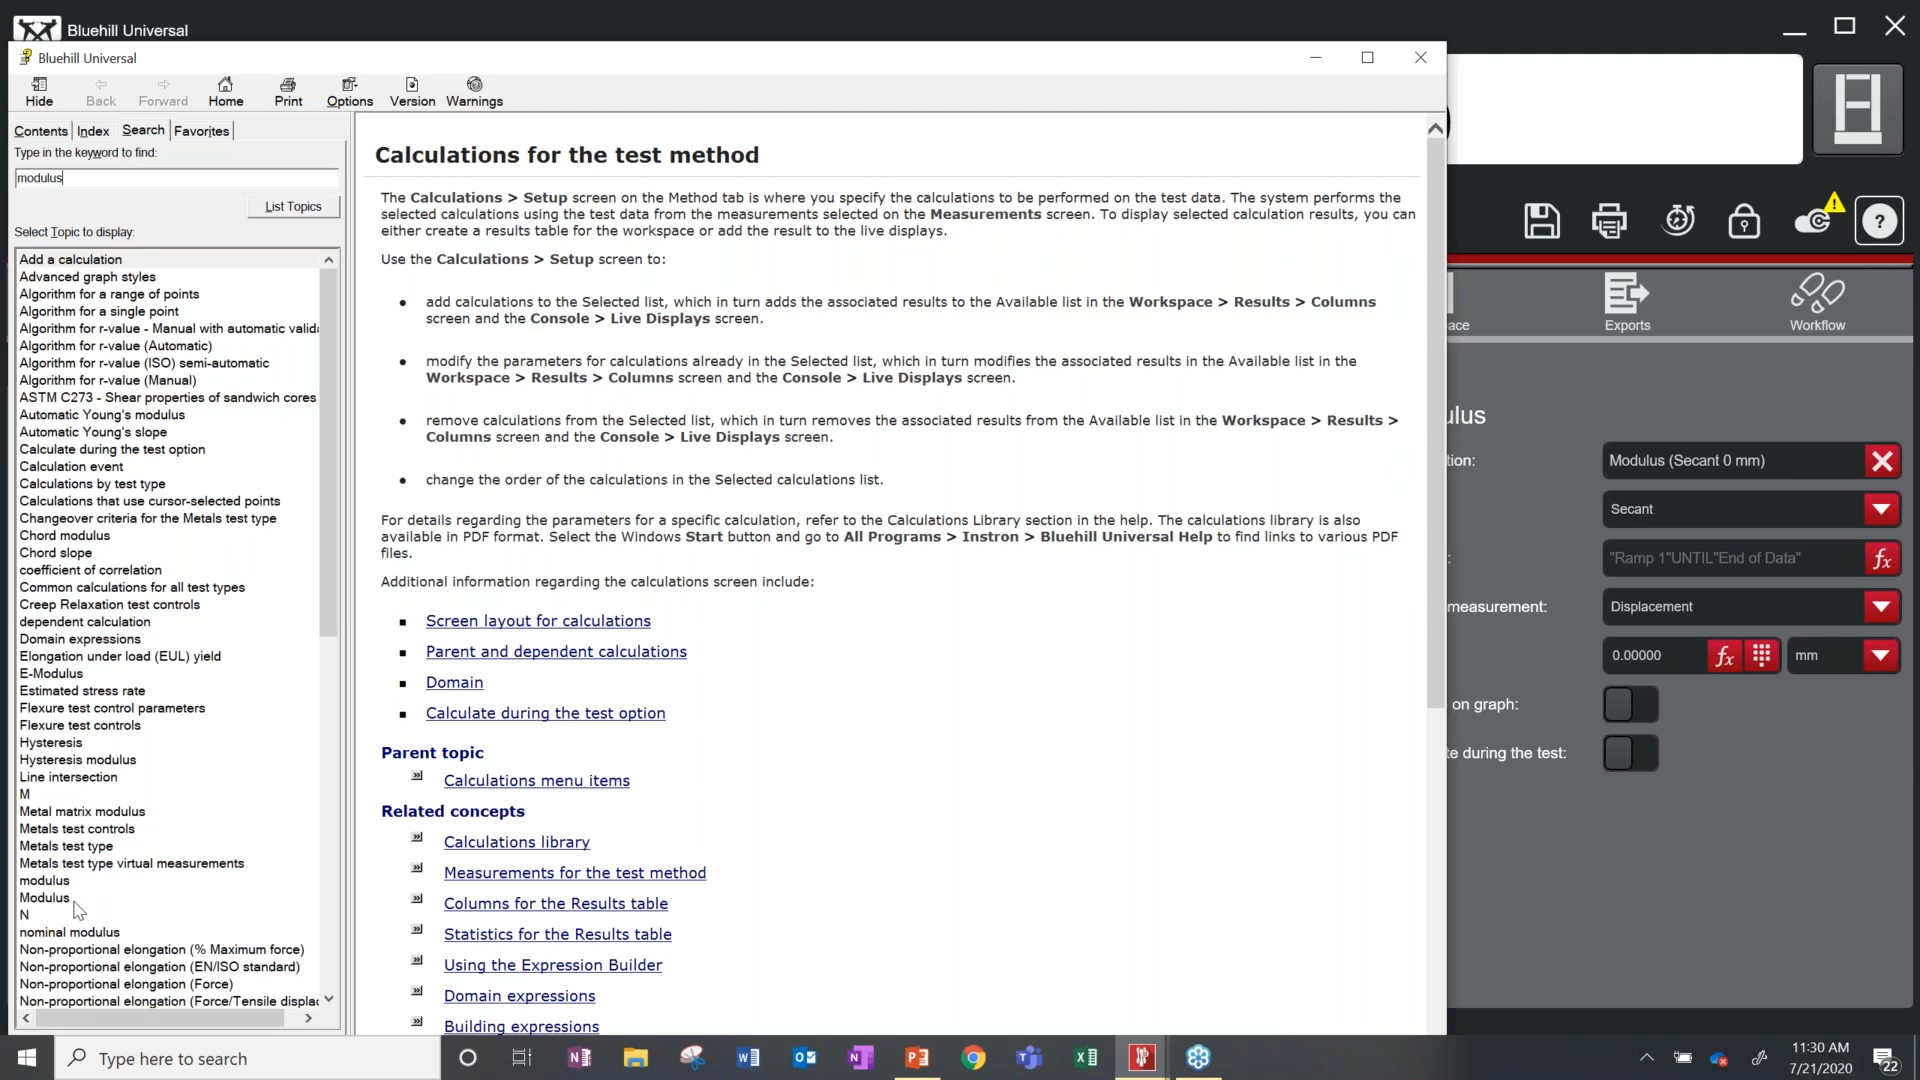 Bluehill Universal
Bluehill Universal
Hide
Back
Forward
Home
Print
Options
Version
Warnings
Contents
Index
Search
Favorites
Type in the keyword to find:
modulus
List Topics
Select Topic to display:
Add a calculation
Advanced graph styles
Algorithm for a range of points
Algorithm for a single point
Algorithm for r-value - Manual with automatic valid
Algorithm for r-value (Automatic)
Algorithm for r-value (ISO) semi-automatic
Algorithm for r-value (Manual)
ASTM C273 - Shear properties of sandwich cores
Automatic Young's modulus
Automatic Young's slope
Calculate during the test option
Calculation event
Calculations by test type
Calculations that use cursor-selected points
Changeover criteria for the Metals test type
Chord modulus
Chord slope
coefficient of correlation
Common calculations for all test types
Creep Relaxation test controls
dependent calculation
Domain expressions
Elongation under load (EUL) yield
E-Modulus
Estimated stress rate
Flexure test control parameters
Flexure test controls
Hysteresis
Hysteresis modulus
Line intersection
M
Metal matrix modulus
Metals test controls
Metals test type
Metals test type virtual measurements
modulus
Modulus
N
nominal modulus
Non-proportional elongation (% Maximum force)
Non-proportional elongation (EN/ISO standard)
Non-proportional elongation (Force)
Non-proportional elongation (Force/Tensile displac
Calculations for the test method
The Calculations > Setup screen on the Method tab is where you specify the calculations to be performed on the test data. The system performs the
selected calculations using the test data from the measurements selected on the Measurements screen. To display selected calculation results, you can
either create a results table for the workspace or add the result to the live displays.
Use the Calculations > Setup screen to:
● add calculations to the Selected list, which in turn adds the associated results to the Available list in the Workspace > Results > Columns
screen and the Console > Live Displays screen.
● modify the parameters for calculations already in the Selected list, which in turn modifies the associated results in the Available list in the
Workspace > Results > Columns screen and the Console > Live Displays screen.
● remove calculations from the Selected list, which in turn removes the associated results from the Available list in the Workspace > Results >
Columns screen and the Console > Live Displays screen.
● change the order of the calculations in the Selected calculations list.
For details regarding the parameters for a specific calculation, refer to the Calculations Library section in the help. The calculations library is also
available in PDF format. Select the Windows Start button and go to All Programs > Instron > Bluehill Universal Help to find links to various PDF
files.
Additional information regarding the calculations screen include:
▪ Screen layout for calculations
▪ Parent and dependent calculations
▪ Domain
▪ Calculate during the test option
Parent topic
Calculations menu items
Related concepts
Calculations library
Measurements for the test method
Columns for the Results table
Statistics for the Results table
Using the Expression Builder
Domain expressions
Building expressions
ace
Exports
Workflow
ulus
tion:
Modulus (Secant 0 mm)
Secant
:
"Ramp 1"UNTIL"End of Data"
fx
measurement:
Displacement
0.00000
fx
mm
on graph:
te during the test:
Type here to search
11:30 AM
7/21/2020
22